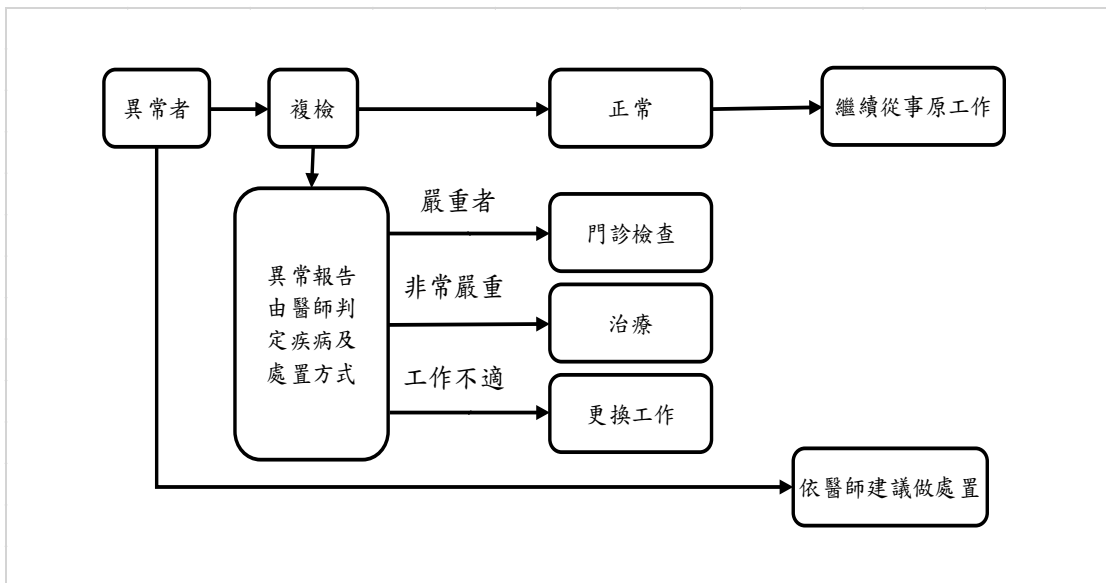 異常者
複檢
正常
繼續從事原工作
嚴重者
門診檢查
異常報告
由醫師判
定疾病及
處置方式
非常嚴重
治療
工作不適
更換工作
依醫師建議做處置